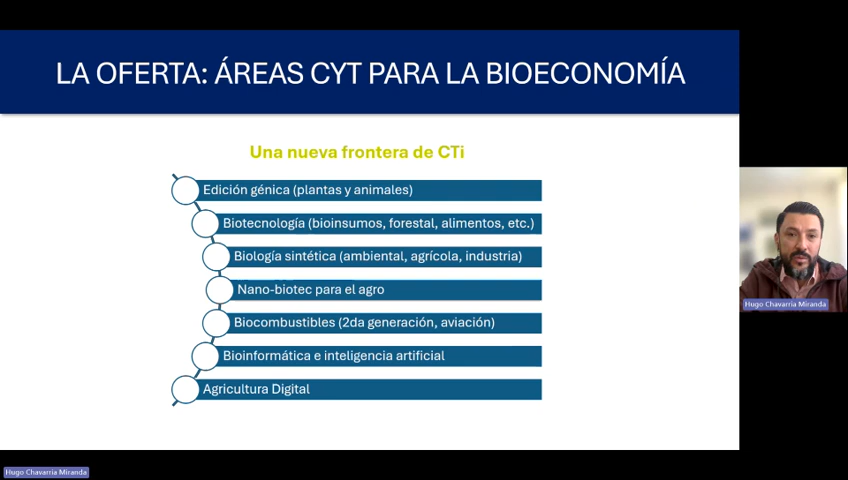 LA OFERTA: ÁREAS CYT PARA LA BIOECONOMÍA
Una nueva frontera de CTi
Edición génica (plantas y animales)
Biotecnología (bioinsumos, forestal, alimentos, etc.)
Biología sintética (ambiental, agrícola, industria)
Nano-biotec para el agro
Biocombustibles (2da generación, aviación)
Bioinformática e inteligencia artificial
Agricultura Digital
Hugo Chavarria Miranda
Hugo Chavarria Miranda